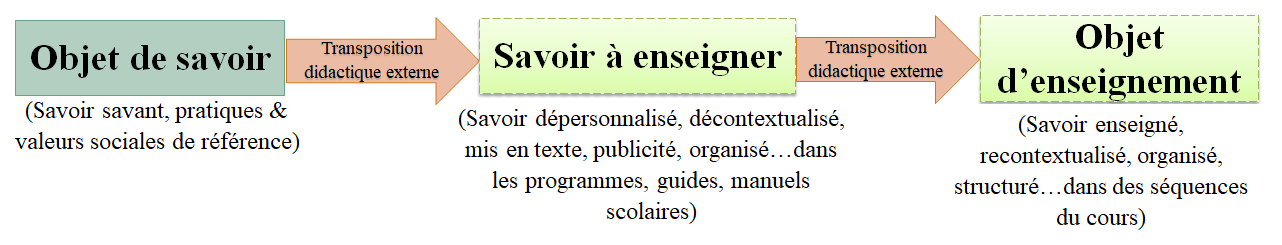 Objet de savoir
(Savoir savant, pratiques &
valeurs sociales de référence)
Transposition
didactique externe
Savoir à enseigner
(Savoir dépersonnalisé, décontextualisé,
mis en texte, publicité, organisé…dans
les programmes, guides, manuels
scolaires)
Transposition
didactique externe
Objet
d’enseignement
(Savoir enseigné,
recontextualisé, organisé,
structuré…dans des séquences
du cours)